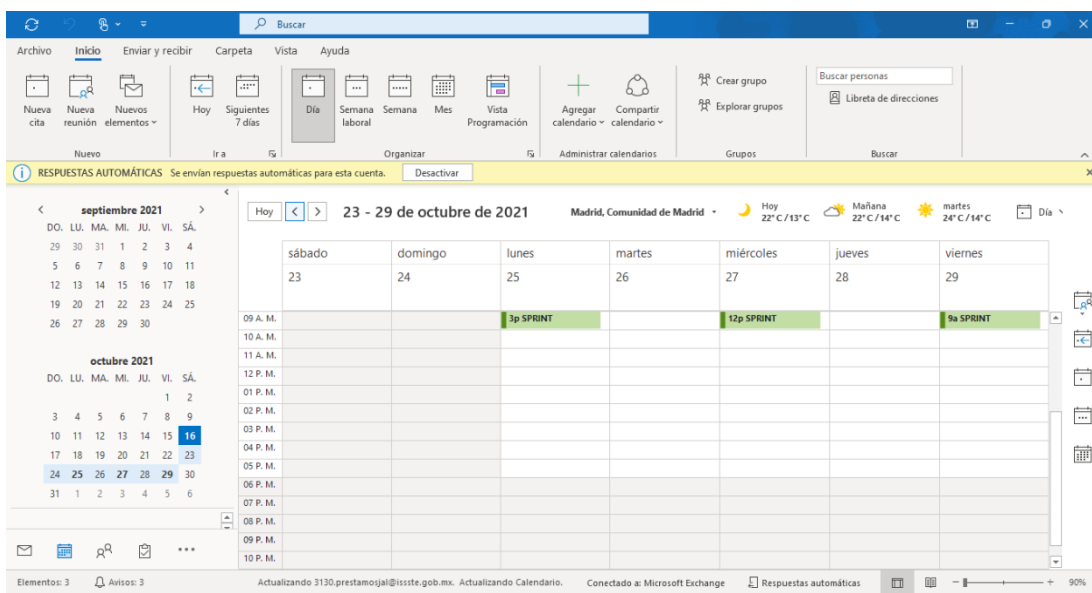 Buscar
Archivo Inicio Enviar y recibir Carpeta Vista Ayuda
Nueva cita
Nueva reunión
Nuevos elementos
Hoy
Siguientes 7 días
Día
Semana laboral
Semana
Mes
Vista Programación
Agregar calendario
Compartir calendario
Crear grupo
Explorar grupos
Buscar personas
Libreta de direcciones
Nuevo Ir a Organizar Administrar calendarios Grupos Buscar
RESPUESTAS AUTOMÁTICAS Se envían respuestas automáticas para esta cuenta. Desactivar
septiembre 2021
DO. LU. MA. MI. JU. VI. SÁ.
29 30 31 1 2 3 4
5 6 7 8 9 10 11
12 13 14 15 16 17 18
19 20 21 22 23 24 25
26 27 28 29 30
octubre 2021
DO. LU. MA. MI. JU. VI. SÁ.
1 2
3 4 5 6 7 8 9
10 11 12 13 14 15 16
17 18 19 20 21 22 23
24 25 26 27 28 29 30
31 1 2 3 4 5 6
Hoy 23 - 29 de octubre de 2021 Madrid, Comunidad de Madrid
Hoy 22° C / 13° C
Mañana 22° C / 14° C
martes 24° C / 14° C
Día
sábado domingo lunes martes miércoles jueves viernes
23 24 25 26 27 28 29
09 A. M. 3p SPRINT 12p SPRINT 9a SPRINT
10 A. M.
11 A. M.
12 P. M.
01 P. M.
02 P. M.
03 P. M.
04 P. M.
05 P. M.
06 P. M.
07 P. M.
08 P. M.
09 P. M.
10 P. M.
Elementos: 3 Avisos: 3 Actualizando 3130.prestamosjal@issste.gob.mx. Actualizando Calendario. Conectado a: Microsoft Exchange Respuestas automáticas 90%